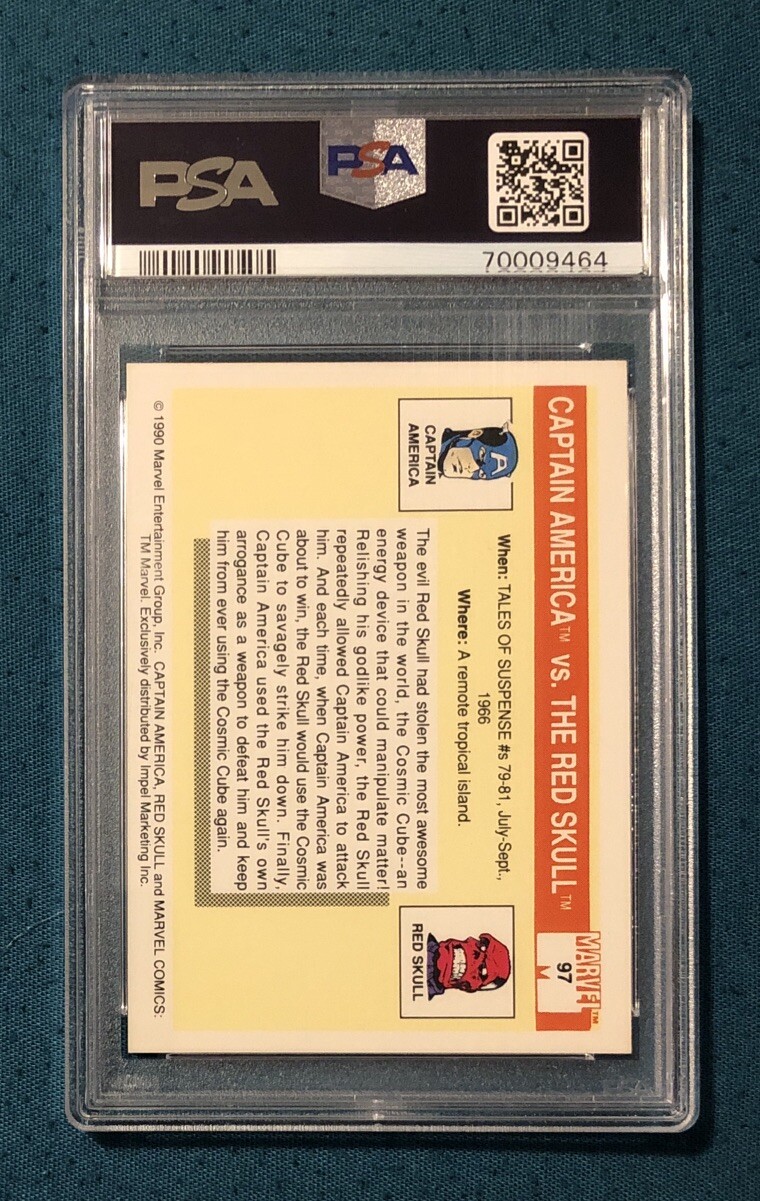 PSA
PSA
70009464
CAPTAIN AMERICA™ vs. THE RED SKULL™
MARVEL™
97
When: TALES OF SUSPENSE #s 79-81, July-Sept.,
1966
Where: A remote tropical island.
CAPTAIN
AMERICA
The evil Red Skull had stolen the most awesome
weapon in the world, the Cosmic Cube--an
energy device that could manipulate matter!
Relishing his godlike power, the Red Skull
repeatedly allowed Captain America to attack
him. And each time, when Captain America was
about to win, the Red Skull would use the Cosmic
Cube to savagely strike him down. Finally,
Captain America used the Red Skull's own
arrogance as a weapon to defeat him and keep
him from ever using the Cosmic Cube again.
RED SKULL
© 1990 Marvel Entertainment Group, Inc. CAPTAIN AMERICA, RED SKULL and MARVEL COMICS:
TM Marvel. Exclusively distributed by Impel Marketing Inc.